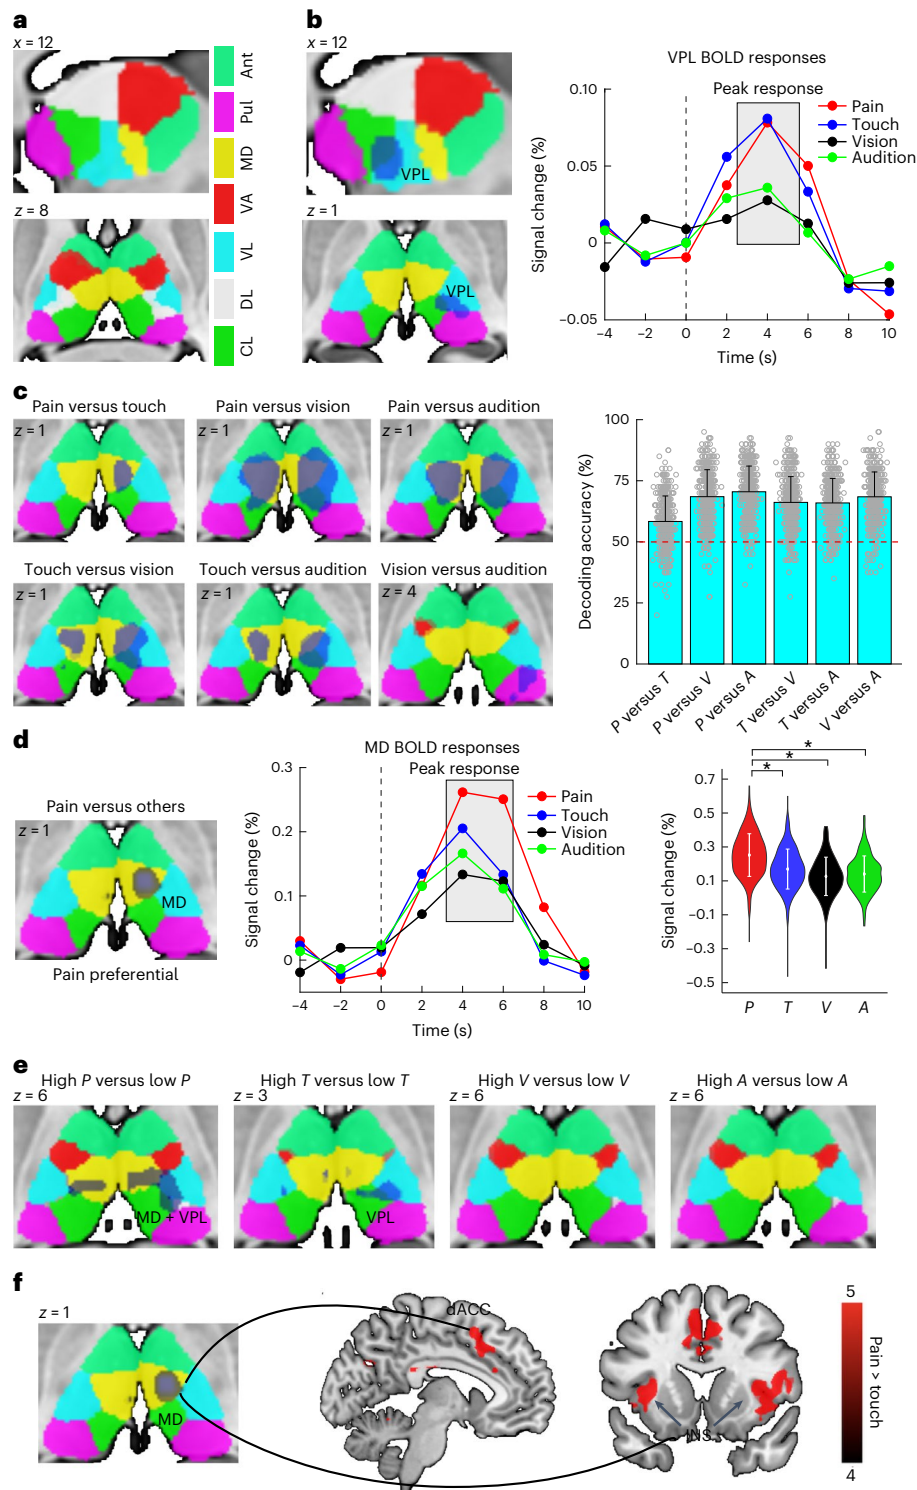 a
x = 12
Ant
Pul
MD
VA
VL
DL
CL
z = 8
b
x = 12
VPL
z = 1
VPL
VPL BOLD responses
Peak response
Signal change (%)
0.10
0.05
0
−0.05
−4 −2 0 2 4 6 8 10
Time (s)
Pain
Touch
Vision
Audition
c
Pain versus touch
z = 1
Pain versus vision
z = 1
Pain versus audition
z = 1
Touch versus vision
z = 1
Touch versus audition
z = 1
Vision versus audition
z = 4
Decoding accuracy (%)
100
75
50
25
0
P versus T
P versus V
P versus A
T versus V
T versus A
V versus A
d
Pain versus others
z = 1
MD
Pain preferential
MD BOLD responses
Peak response
Signal change (%)
0.3
0.2
0.1
0
−4 −2 0 2 4 6 8 10
Time (s)
Pain
Touch
Vision
Audition
Signal change (%)
0.7
0.5
0.3
0.1
−0.1
−0.3
−0.5
*
*
*
P T V A
e
High P versus low P
z = 6
MD + VPL
High T versus low T
z = 3
VPL
High V versus low V
z = 6
High A versus low A
z = 6
f
z = 1
MD
dACC
INS
5
Pain > touch
4